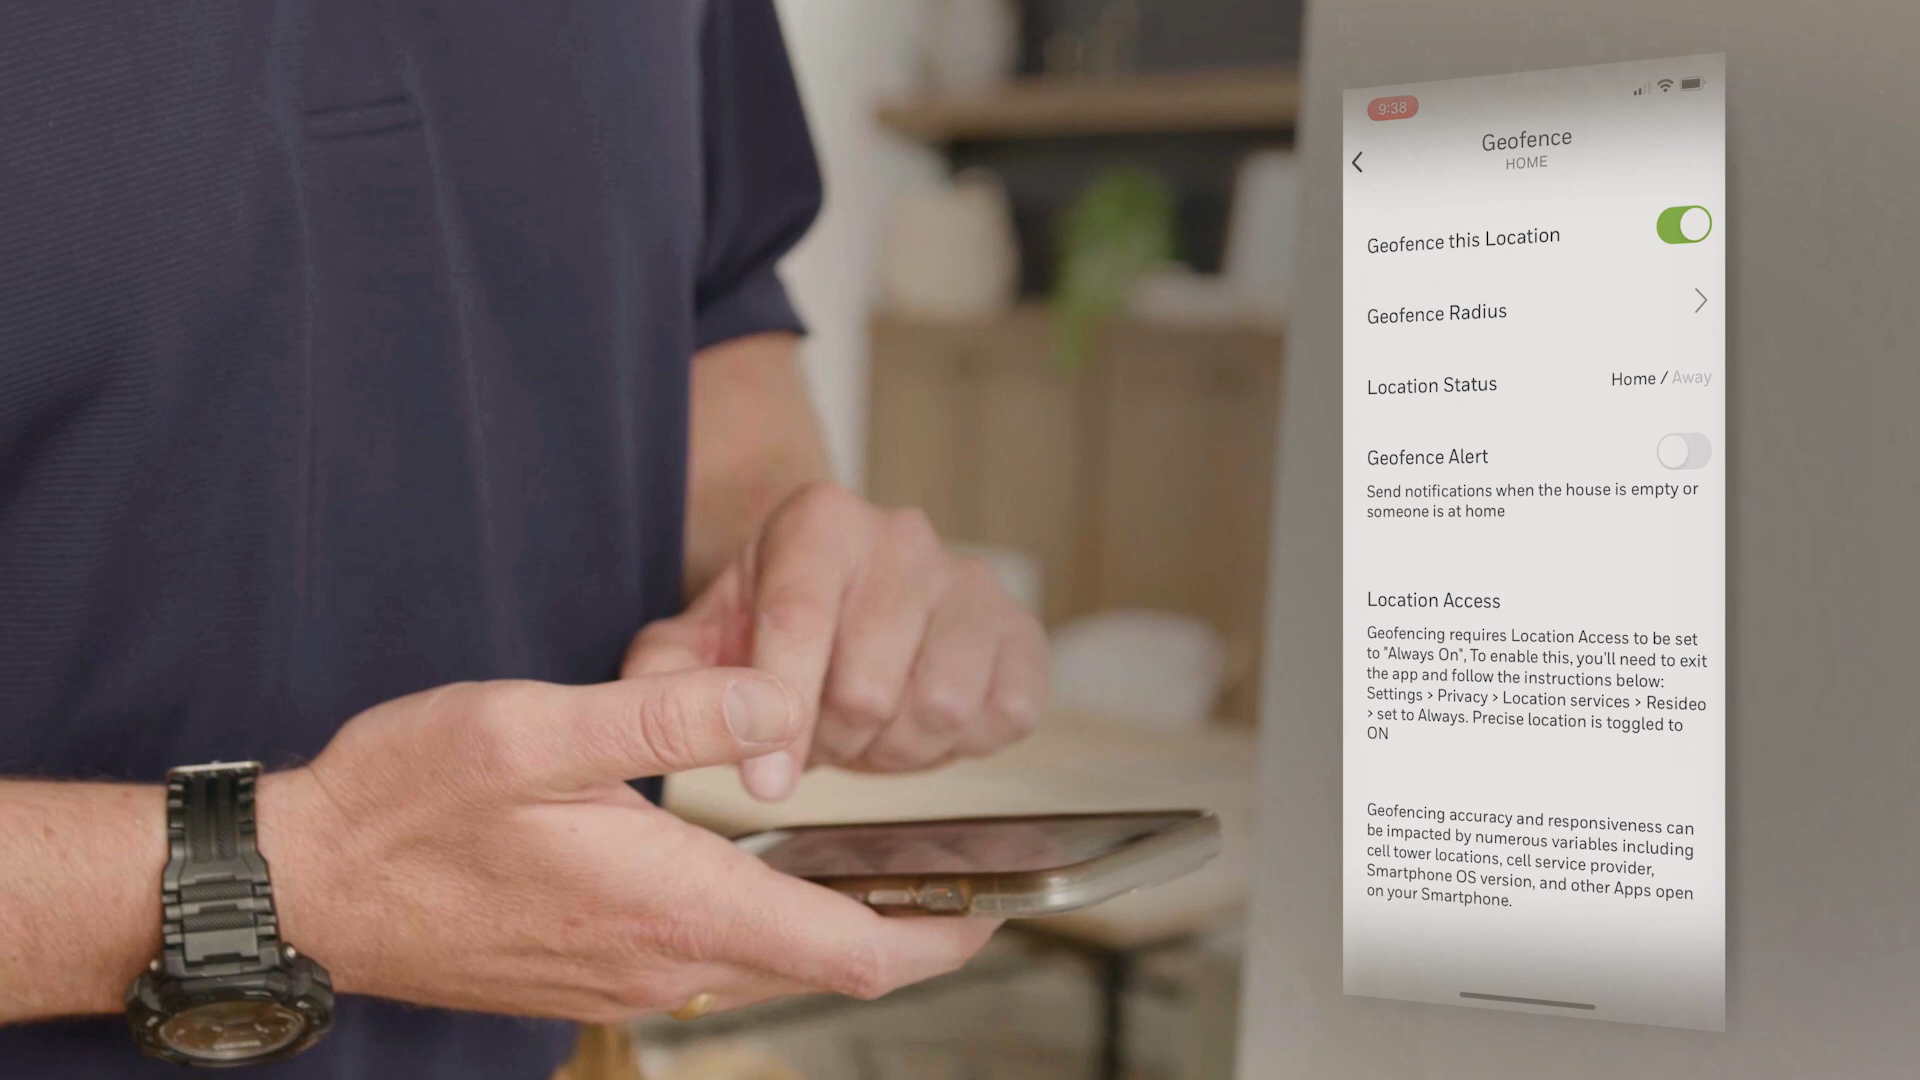 9:38
Geofence
HOME
Geofence this Location
Geofence Radius
Location Status Home / Away
Geofence Alert
Send notifications when the house is empty or
someone is at home
Location Access
Geofencing requires Location Access to be set
to "Always On", To enable this, you'll need to exit
the app and follow the instructions below:
Settings > Privacy > Location services > Resideo
> set to Always. Precise location is toggled to
ON
Geofencing accuracy and responsiveness can
be impacted by numerous variables including
cell tower locations, cell service provider,
Smartphone OS version, and other Apps open
on your Smartphone.